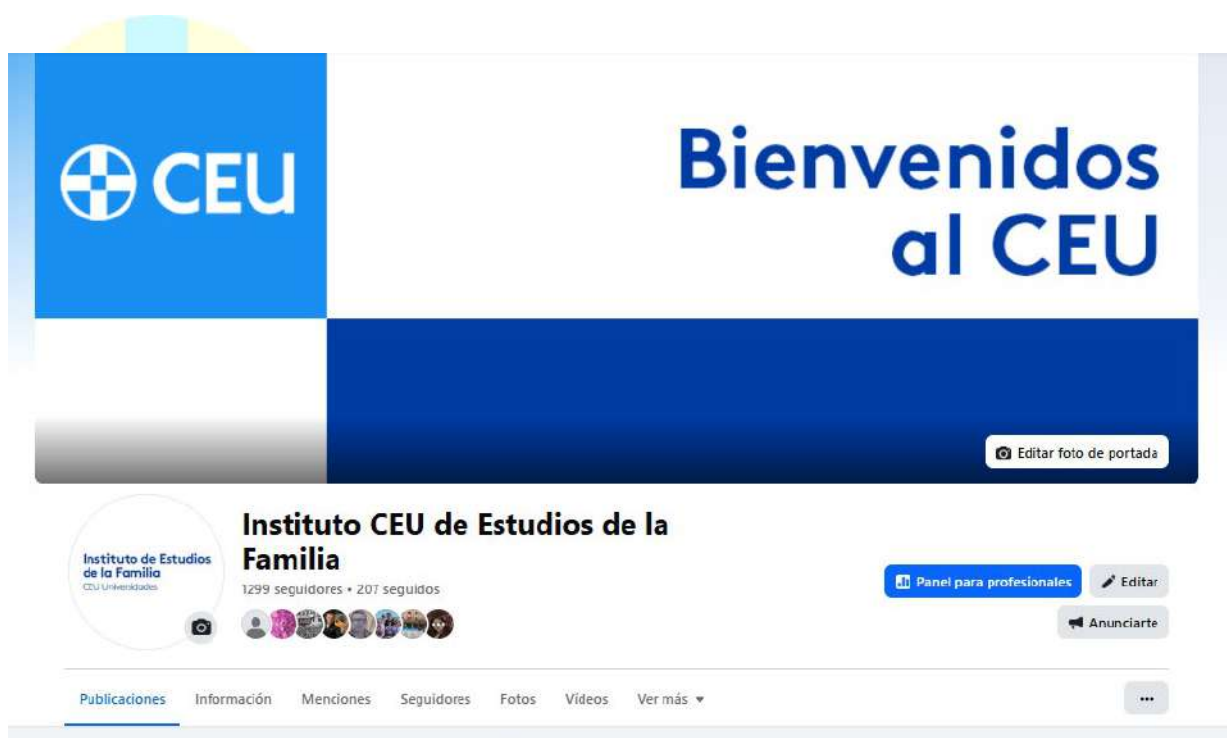 CEU
Bienvenidos
al CEU
Editar foto de portada
Instituto de Estudios
de la Familia
CEU Universidades
Instituto CEU de Estudios de la
Familia
1299 seguidores • 207 seguidos
Panel para profesionales
Editar
Anunciarte
Publicaciones
Información
Menciones
Seguidores
Fotos
Vídeos
Ver más